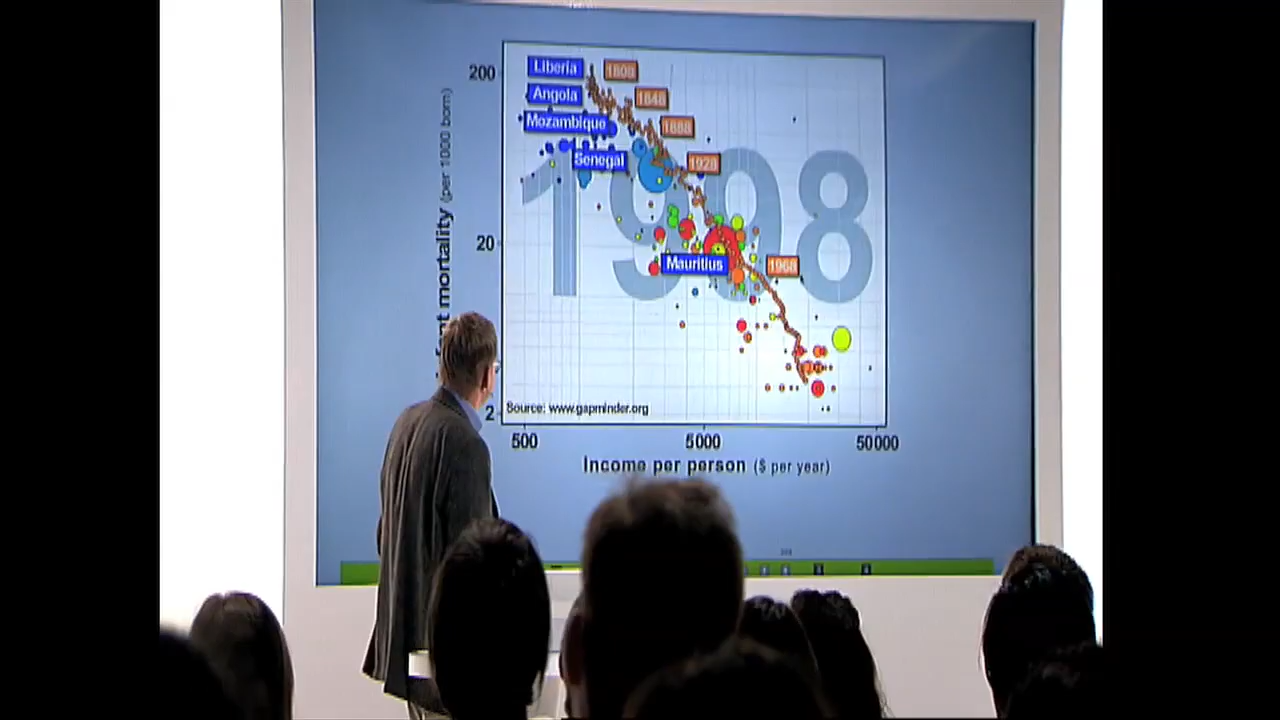 1998
200
20
2
Liberia
Angola
Mozambique
Senegal
Mauritius
1808
1848
1888
1928
1968
mortality (per 1000 born)
Source: www.gapminder.org
500
5000
50000
Income per person ($ per year)